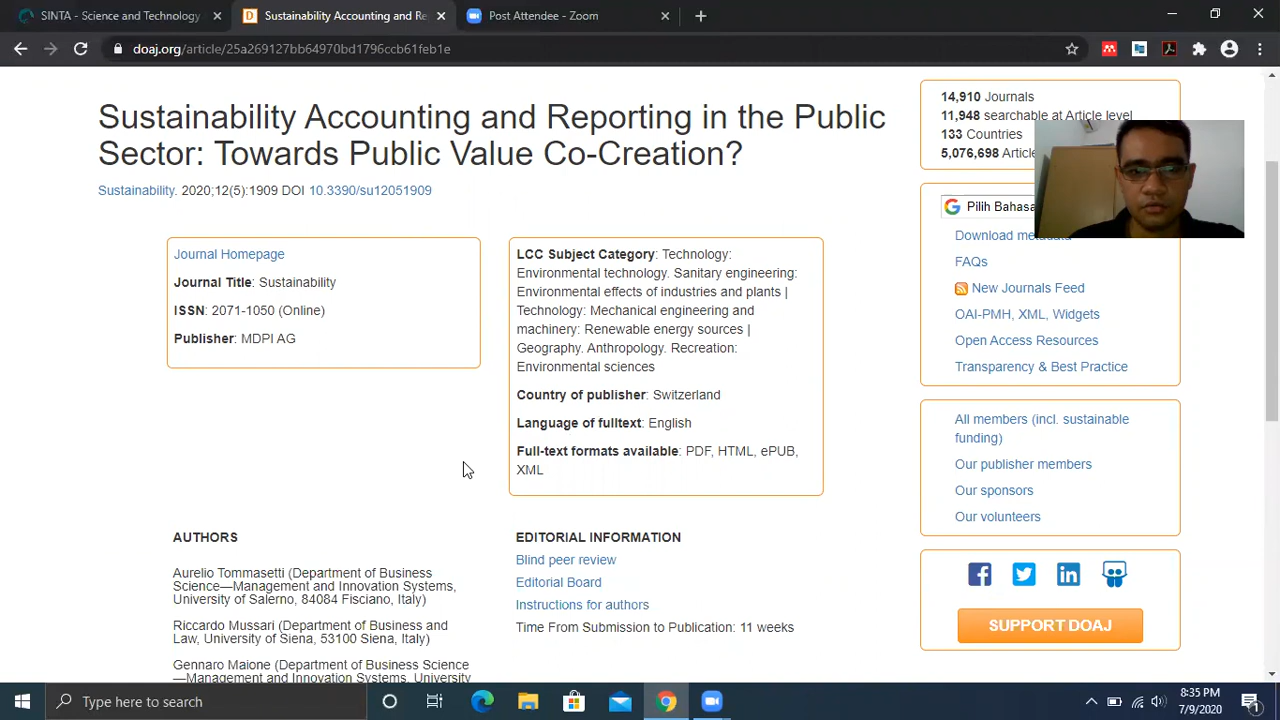 SINTA - Science and Technology
Sustainability Accounting and Re
Post Attendee - Zoom
doaj.org/article/25a269127bb64970bd1796ccb61feb1e
Sustainability Accounting and Reporting in the Public
Sector: Towards Public Value Co-Creation?
Sustainability. 2020;12(5):1909 DOI 10.3390/su12051909
Journal Homepage
Journal Title: Sustainability
ISSN: 2071-1050 (Online)
Publisher: MDPI AG
LCC Subject Category: Technology:
Environmental technology. Sanitary engineering:
Environmental effects of industries and plants |
Technology: Mechanical engineering and
machinery: Renewable energy sources |
Geography. Anthropology. Recreation:
Environmental sciences
Country of publisher: Switzerland
Language of fulltext: English
Full-text formats available: PDF, HTML, ePUB,
XML
AUTHORS
Aurelio Tommasetti (Department of Business
Science—Management and Innovation Systems,
University of Salerno, 84084 Fisciano, Italy)
Riccardo Mussari (Department of Business and
Law, University of Siena, 53100 Siena, Italy)
Gennaro Maione (Department of Business Science
—Management and Innovation Systems, University
EDITORIAL INFORMATION
Blind peer review
Editorial Board
Instructions for authors
Time From Submission to Publication: 11 weeks
14,910 Journals
11,948 searchable at Article level
133 Countries
5,076,698 Article
Pilih Bahasa
Download metadata
FAQs
New Journals Feed
OAI-PMH, XML, Widgets
Open Access Resources
Transparency & Best Practice
All members (incl. sustainable
funding)
Our publisher members
Our sponsors
Our volunteers
SUPPORT DOAJ
Type here to search
8:35 PM
7/9/2020